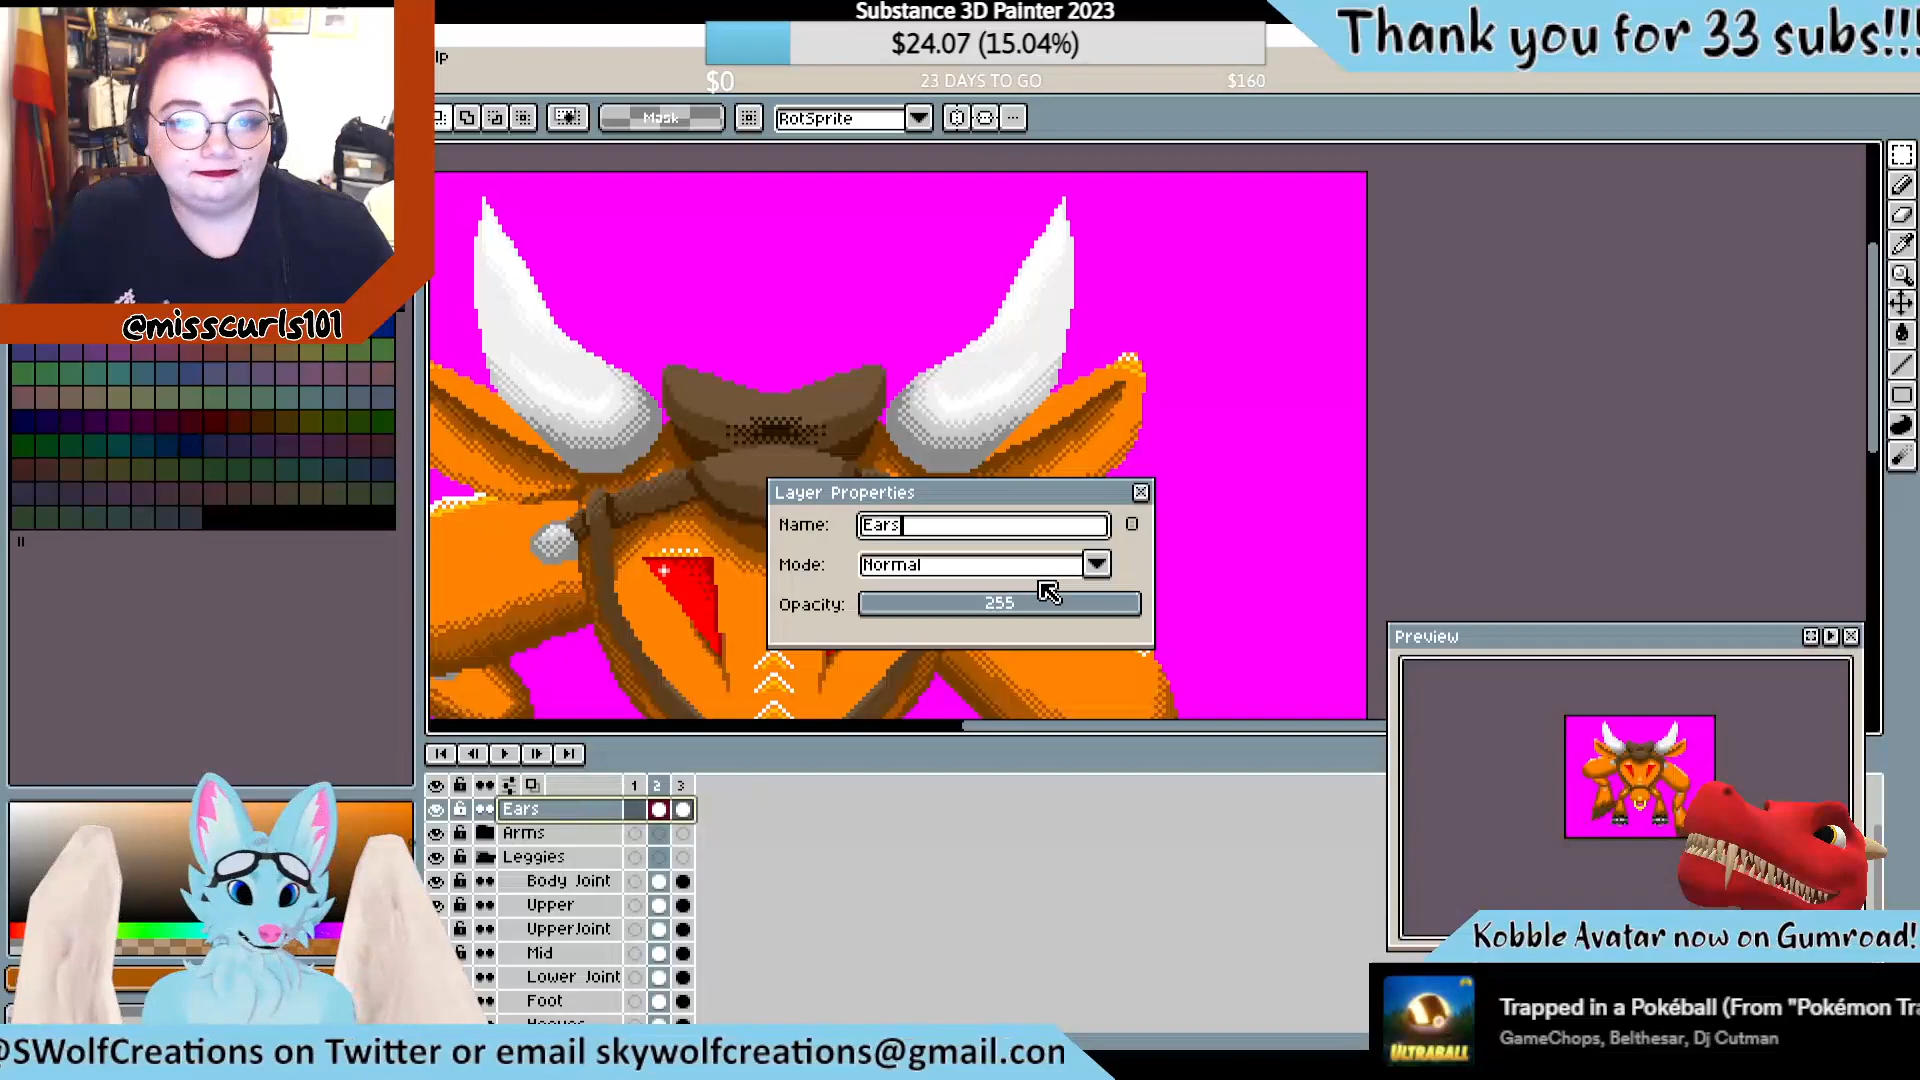 Substance 3D Painter 2023
$24.07 (15.04%)
$0
23 DAYS TO GO
$160
Thank you for 33 subs!!!
lp
Mask
RotSprite
@misscurls101
Layer Properties
Name:
Ears
Mode:
Normal
Opacity:
255
Preview
1 2 3
Ears
Arms
Leggies
Body Joint
Upper
UpperJoint
Mid
Lower Joint
Foot
Kobble Avatar now on Gumroad!
ULTRABALL
Trapped in a Pokéball (From "Pokémon Tra
GameChops, Belthesar, Dj Cutman
@SWolfCreations on Twitter or email skywolfcreations@gmail.con